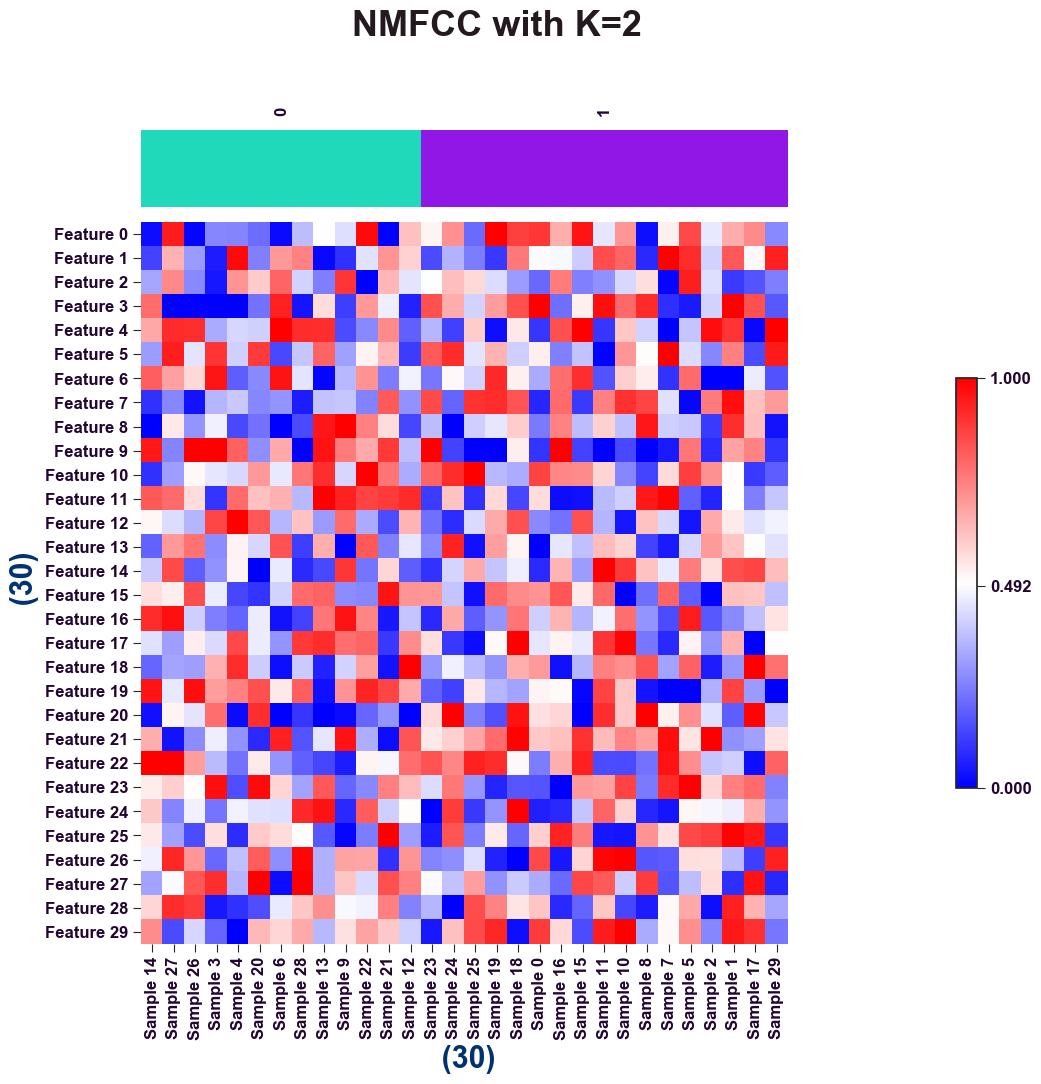 NMFCC with K=2
0
1
Feature 0
Feature 1
Feature 2
Feature 3
Feature 4
Feature 5
Feature 6
Feature 7
Feature 8
Feature 9
Feature 10
Feature 11
Feature 12
Feature 13
Feature 14
Feature 15
Feature 16
Feature 17
Feature 18
Feature 19
Feature 20
Feature 21
Feature 22
Feature 23
Feature 24
Feature 25
Feature 26
Feature 27
Feature 28
Feature 29
(30)
1.000
0.492
0.000
Sample 14
Sample 27
Sample 26
Sample 3
Sample 4
Sample 20
Sample 6
Sample 28
Sample 13
Sample 9
Sample 22
Sample 21
Sample 12
Sample 23
Sample 24
Sample 25
Sample 19
Sample 18
Sample 0
Sample 16
Sample 15
Sample 11
Sample 10
Sample 8
Sample 7
Sample 5
Sample 2
Sample 1
Sample 17
Sample 29
(30)